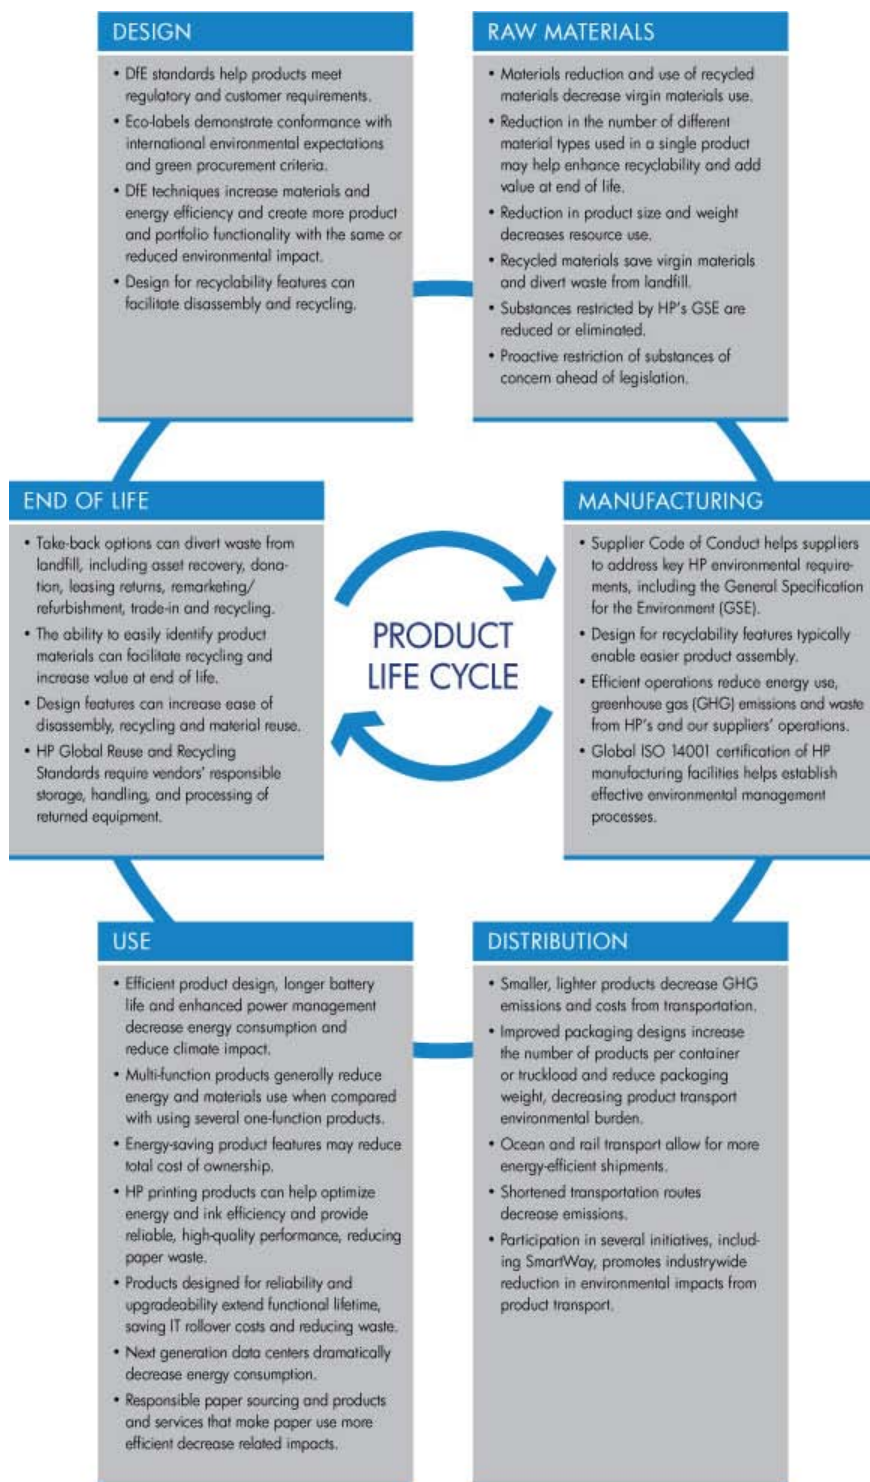 DESIGN
• DfE standards help products meet
regulatory and customer requirements.
• Eco-labels demonstrate conformance with
international environmental expectations
and green procurement criteria.
• DfE techniques increase materials and
energy efficiency and create more product
and portfolio functionality with the same or
reduced environmental impact.
• Design for recyclability features can
facilitate disassembly and recycling.
RAW MATERIALS
• Materials reduction and use of recycled
materials decrease virgin materials use.
• Reduction in the number of different
material types used in a single product
may help enhance recyclability and add
value at end of life.
• Reduction in product size and weight
decreases resource use.
• Recycled materials save virgin materials
and divert waste from landfill.
• Substances restricted by HP's GSE are
reduced or eliminated.
• Proactive restriction of substances of
concern ahead of legislation.
END OF LIFE
• Take-back options can divert waste from
landfill, including asset recovery, dona-
tion, leasing returns, remarketing/
refurbishment, trade-in and recycling.
• The ability to easily identify product
materials can facilitate recycling and
increase value at end of life.
• Design features can increase ease of
disassembly, recycling and material reuse.
• HP Global Reuse and Recycling
Standards require vendors' responsible
storage, handling, and processing of
returned equipment.
PRODUCT
LIFE CYCLE
MANUFACTURING
• Supplier Code of Conduct helps suppliers
to address key HP environmental require-
ments, including the General Specification
for the Environment (GSE).
• Design for recyclability features typically
enable easier product assembly.
• Efficient operations reduce energy use,
greenhouse gas (GHG) emissions and waste
from HP's and our suppliers' operations.
• Global ISO 14001 certification of HP
manufacturing facilities helps establish
effective environmental management
processes.
USE
• Efficient product design, longer battery
life and enhanced power management
decrease energy consumption and
reduce climate impact.
• Multi-function products generally reduce
energy and materials use when compared
with using several one-function products.
• Energy-saving product features may reduce
total cost of ownership.
• HP printing products can help optimize
energy and ink efficiency and provide
reliable, high-quality performance, reducing
paper waste.
• Products designed for reliability and
upgradeability extend functional lifetime,
saving IT rollover costs and reducing waste.
• Next generation data centers dramatically
decrease energy consumption.
• Responsible paper sourcing and products
and services that make paper use more
efficient decrease related impacts.
DISTRIBUTION
• Smaller, lighter products decrease GHG
emissions and costs from transportation.
• Improved packaging designs increase
the number of products per container
or truckload and reduce packaging
weight, decreasing product transport
environmental burden.
• Ocean and rail transport allow for more
energy-efficient shipments.
• Shortened transportation routes
decrease emissions.
• Participation in several initiatives, includ-
ing SmartWay, promotes industrywide
reduction in environmental impacts from
product transport.